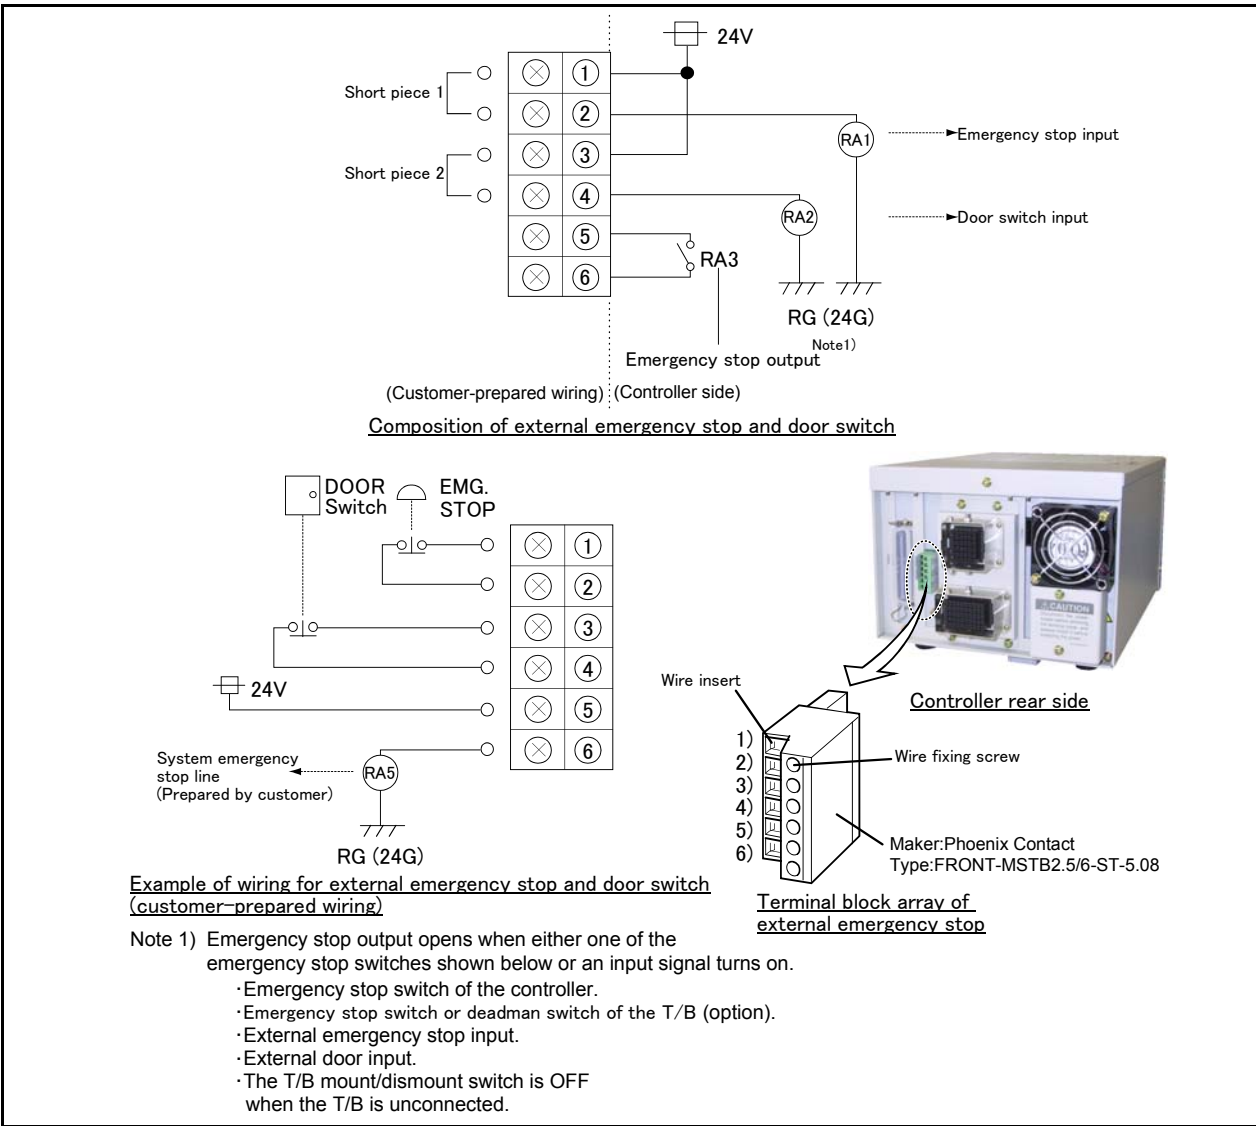 24V
Short piece 1
Short piece 2
1
2
3
4
5
6
RA1
Emergency stop input
RA2
Door switch input
RA3
RG (24G)
Note1)
Emergency stop output
(Customer-prepared wiring)
(Controller side)
Composition of external emergency stop and door switch
DOOR
Switch
EMG.
STOP
1
2
3
4
5
6
24V
System emergency
stop line
(Prepared by customer)
RA5
RG (24G)
Example of wiring for external emergency stop and door switch
(customer-prepared wiring)
CAUTION
Controller rear side
Wire insert
1)
2)
3)
4)
5)
6)
Wire fixing screw
Maker:Phoenix Contact
Type:FRONT-MSTB2.5/6-ST-5.08
Terminal block array of
external emergency stop
Note 1) Emergency stop output opens when either one of the
emergency stop switches shown below or an input signal turns on.
・Emergency stop switch of the controller.
・Emergency stop switch or deadman switch of the T/B (option).
・External emergency stop input.
・External door input.
・The T/B mount/dismount switch is OFF
when the T/B is unconnected.